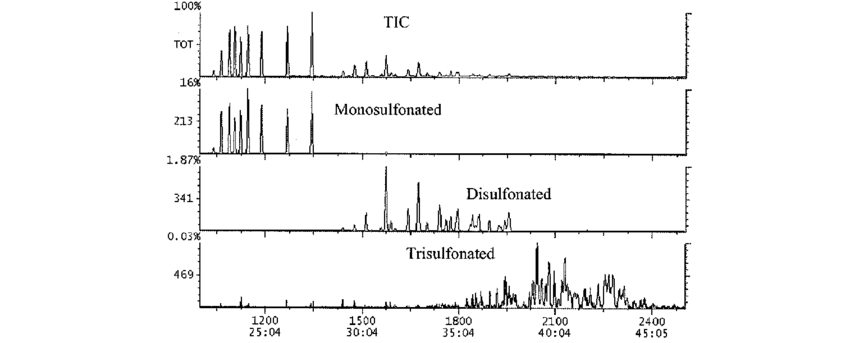 100%
TIC
TOT
16%
Monosulfonated
213
1.87%
Disulfonated
341
0.03%
Trisulfonated
469
1200 1500 1800 2100 2400
25:04 30:04 35:04 40:04 45:05